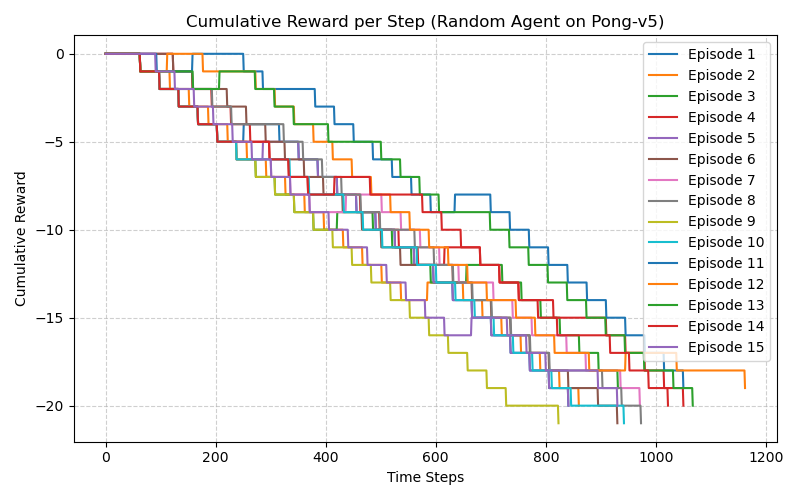 Cumulative Reward per Step (Random Agent on Pong-v5)
Cumulative Reward
0
−5
−10
−15
−20
Episode 1
Episode 2
Episode 3
Episode 4
Episode 5
Episode 6
Episode 7
Episode 8
Episode 9
Episode 10
Episode 11
Episode 12
Episode 13
Episode 14
Episode 15
0 200 400 600 800 1000 1200
Time Steps